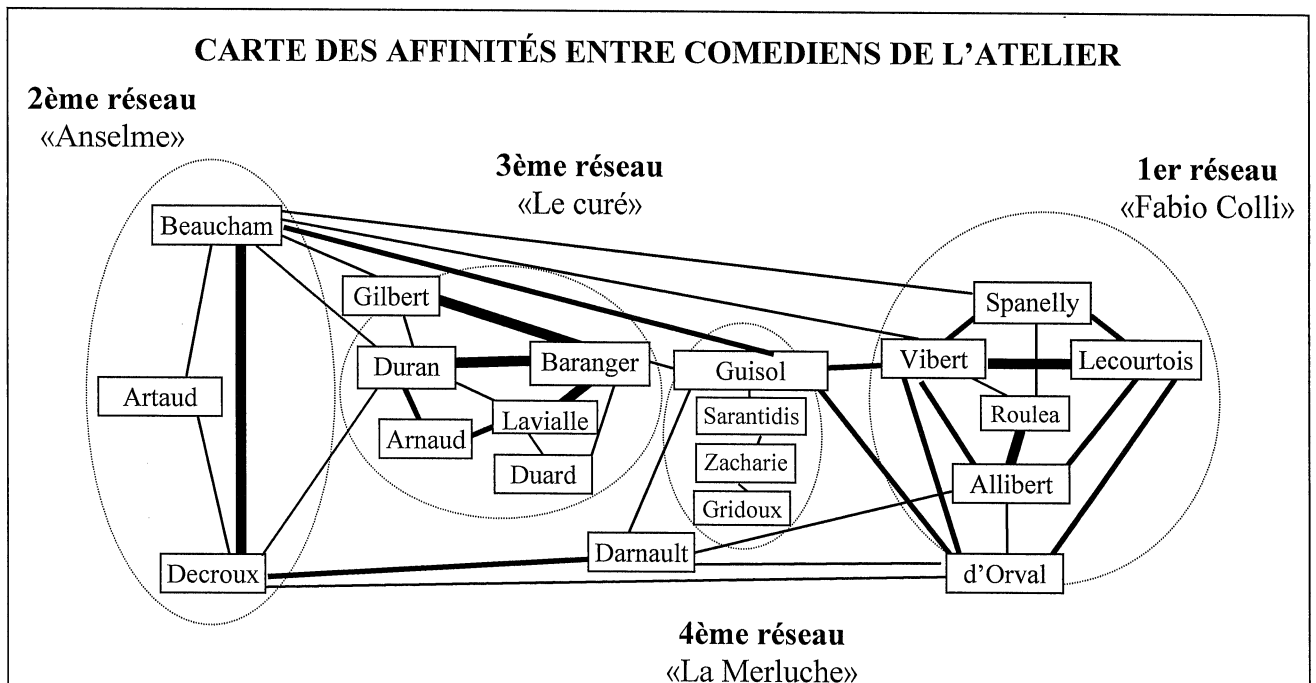 CARTE DES AFFINITÉS ENTRE COMEDIENS DE L’ATELIER
2ème réseau
«Anselme»
3ème réseau
«Le curé»
1er réseau
«Fabio Colli»
Beaucham
Gilbert
Spanelly
Duran
Baranger
Guisol
Vibert
Lecourtois
Artaud
Arnaud
Lavialle
Sarantidis
Roulea
Duard
Zacharie
Allibert
Gridoux
Decroux
Darnault
d’Orval
4ème réseau
«La Merluche»